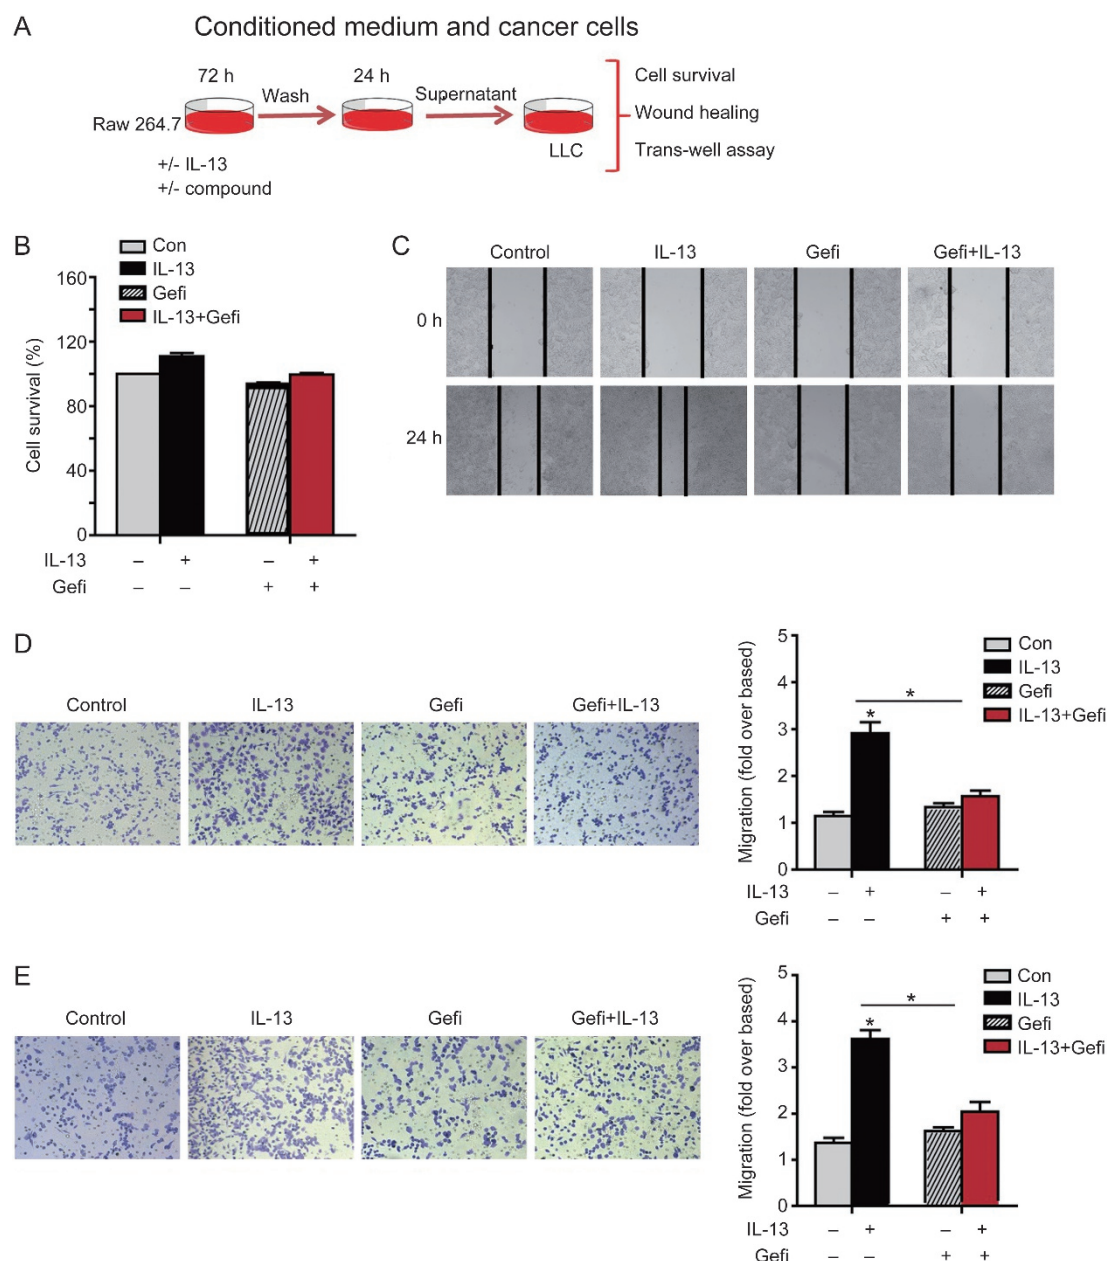 A
Conditioned medium and cancer cells
72 h
24 h
Wash
Supernatant
Raw 264.7
LLC
+/- IL-13
+/- compound
Cell survival
Wound healing
Trans-well assay
B
Con
IL-13
Gefi
IL-13+Gefi
Cell survival (%)
160
120
80
40
0
IL-13 – + – +
Gefi – – + +
C
Control IL-13 Gefi Gefi+IL-13
0 h
24 h
D
Control IL-13 Gefi Gefi+IL-13
Migration (fold over based)
5
4
3
2
1
0
Con
IL-13
Gefi
IL-13+Gefi
*
*
IL-13 – + – +
Gefi – – + +
E
Control IL-13 Gefi Gefi+IL-13
Migration (fold over based)
5
4
3
2
1
0
Con
IL-13
Gefi
IL-13+Gefi
*
*
IL-13 – + – +
Gefi – – + +